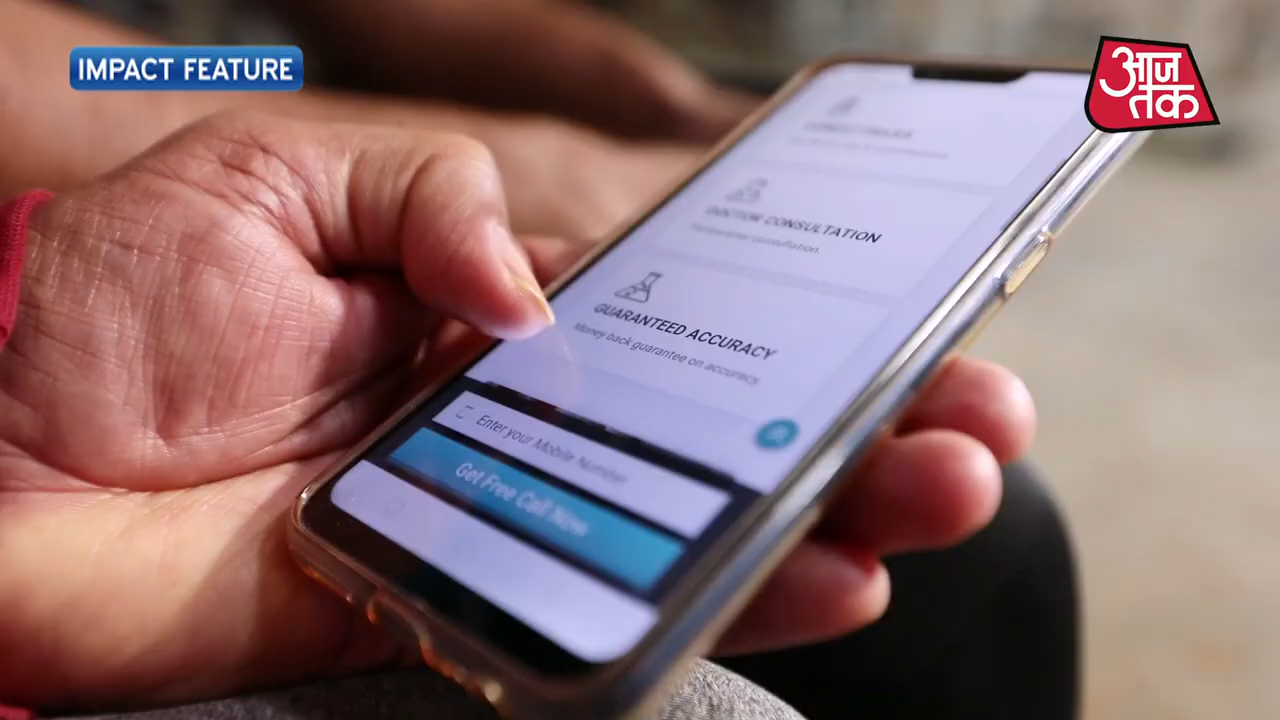 IMPACT FEATURE
आज
तक
DOCTOR CONSULTATION
consultation.
GUARANTEED ACCURACY
Money back guarantee on accuracy
Enter your Mobile Number
Get Free Call Now